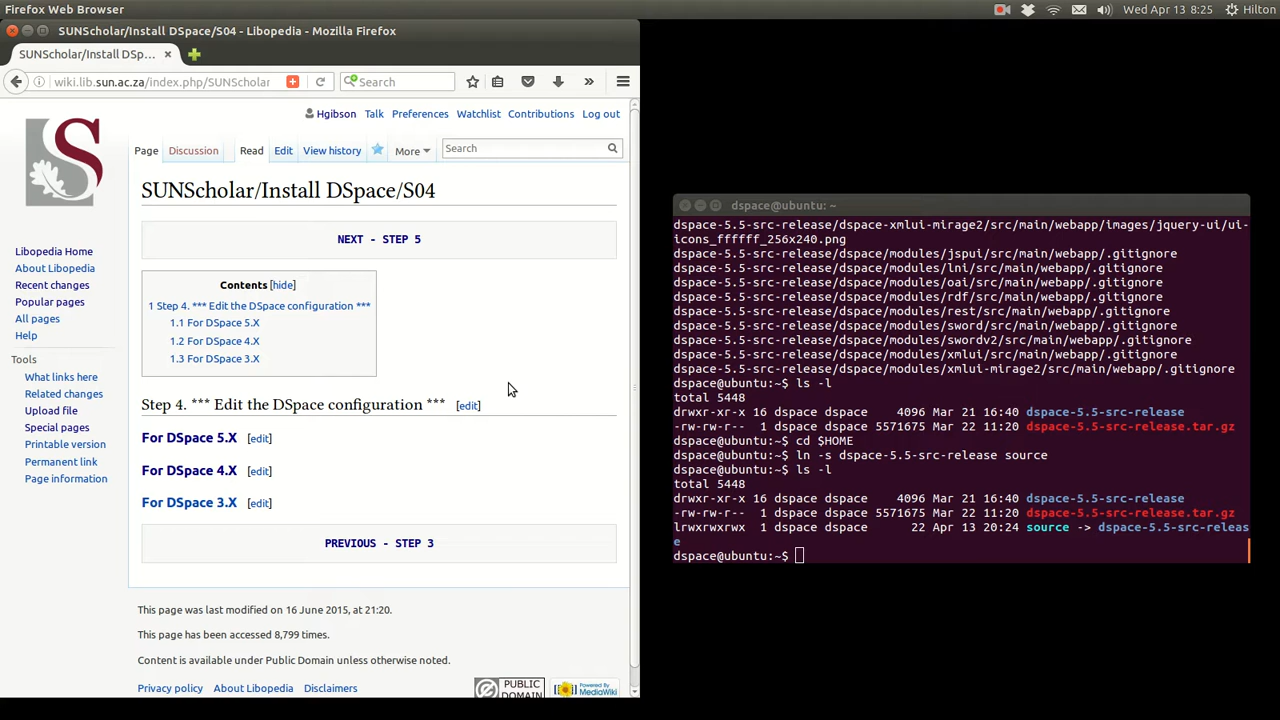 Firefox Web Browser
Wed Apr 13 8:25 Hilton
SUNScholar/Install DSpace/S04 - Libopedia - Mozilla Firefox
SUNScholar/Install DSp...
wiki.lib.sun.ac.za/index.php/SUNScholar
Search
Hgibson Talk Preferences Watchlist Contributions Log out
Page Discussion Read Edit View history More Search
SUNScholar/Install DSpace/S04
NEXT - STEP 5
Contents [hide]
1 Step 4. *** Edit the DSpace configuration ***
1.1 For DSpace 5.X
1.2 For DSpace 4.X
1.3 For DSpace 3.X
Step 4. *** Edit the DSpace configuration *** [edit]
For DSpace 5.X [edit]
For DSpace 4.X [edit]
For DSpace 3.X [edit]
PREVIOUS - STEP 3
This page was last modified on 16 June 2015, at 21:20.
This page has been accessed 8,799 times.
Content is available under Public Domain unless otherwise noted.
Privacy policy About Libopedia Disclaimers
PUBLIC
DOMAIN
Powered By
MediaWiki
Libopedia Home
About Libopedia
Recent changes
Popular pages
All pages
Help
Tools
What links here
Related changes
Upload file
Special pages
Printable version
Permanent link
Page information
dspace@ubuntu: ~
dspace-5.5-src-release/dspace-xmlui-mirage2/src/main/webapp/images/jquery-ui/ui-
icons_ffffff_256x240.png
dspace-5.5-src-release/dspace/modules/jspui/src/main/webapp/.gitignore
dspace-5.5-src-release/dspace/modules/lni/src/main/webapp/.gitignore
dspace-5.5-src-release/dspace/modules/oai/src/main/webapp/.gitignore
dspace-5.5-src-release/dspace/modules/rdf/src/main/webapp/.gitignore
dspace-5.5-src-release/dspace/modules/rest/src/main/webapp/.gitignore
dspace-5.5-src-release/dspace/modules/sword/src/main/webapp/.gitignore
dspace-5.5-src-release/dspace/modules/swordv2/src/main/webapp/.gitignore
dspace-5.5-src-release/dspace/modules/xmlui/src/main/webapp/.gitignore
dspace-5.5-src-release/dspace/modules/xmlui-mirage2/src/main/webapp/.gitignore
dspace@ubuntu:~$ ls -l
total 5448
drwxr-xr-x 16 dspace dspace 4096 Mar 21 16:40 dspace-5.5-src-release
-rw-rw-r-- 1 dspace dspace 5571675 Mar 22 11:20 dspace-5.5-src-release.tar.gz
dspace@ubuntu:~$ cd $HOME
dspace@ubuntu:~$ ln -s dspace-5.5-src-release source
dspace@ubuntu:~$ ls -l
total 5448
drwxr-xr-x 16 dspace dspace 4096 Mar 21 16:40 dspace-5.5-src-release
-rw-rw-r-- 1 dspace dspace 5571675 Mar 22 11:20 dspace-5.5-src-release.tar.gz
lrwxrwxrwx 1 dspace dspace 22 Apr 13 20:24 source -> dspace-5.5-src-releas
e
dspace@ubuntu:~$